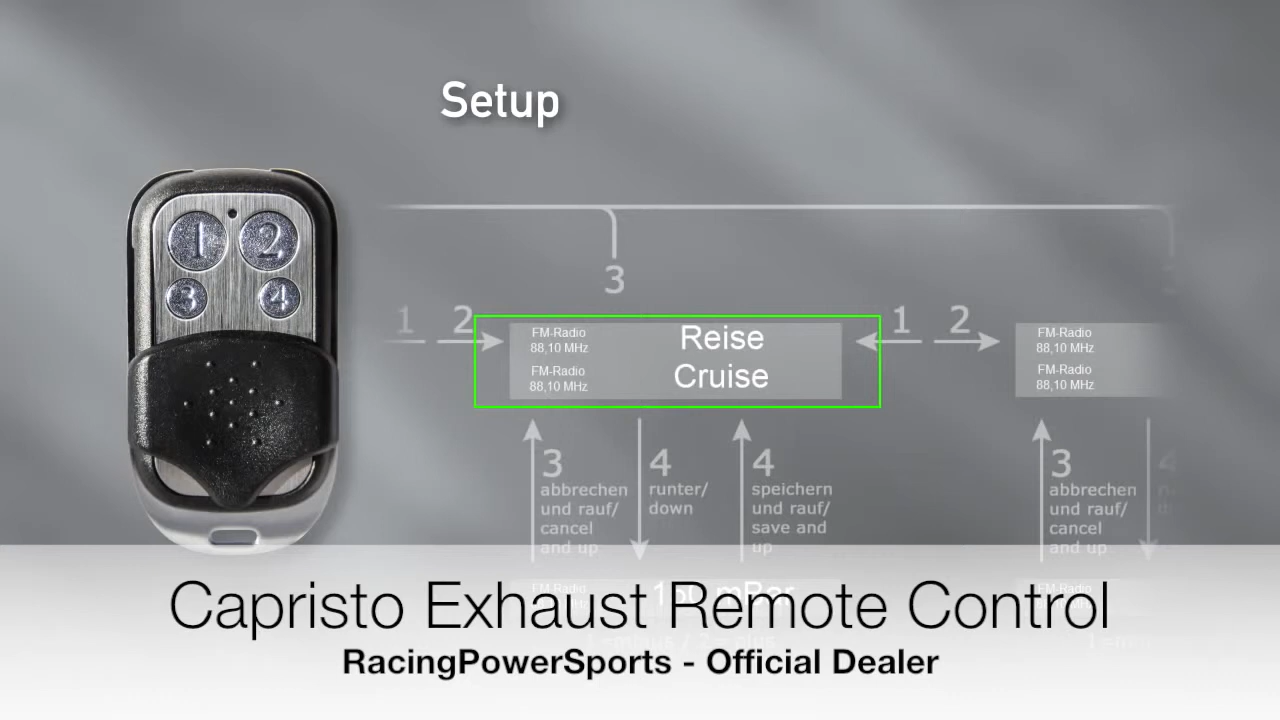 Setup
1
2
3
4
3
1
2
1
2
FM-Radio
88,10 MHz
FM-Radio
88,10 MHz
Reise
Cruise
FM-Radio
88,10 MHz
FM-Radio
88,10 MHz
3
abbrechen
und rauf/
cancel
and up
4
runter/
down
4
speichern
und rauf/
save and
up
3
abbrechen
und rauf/
cancel
and up
4
Capristo Exhaust Remote Control
RacingPowerSports - Official Dealer